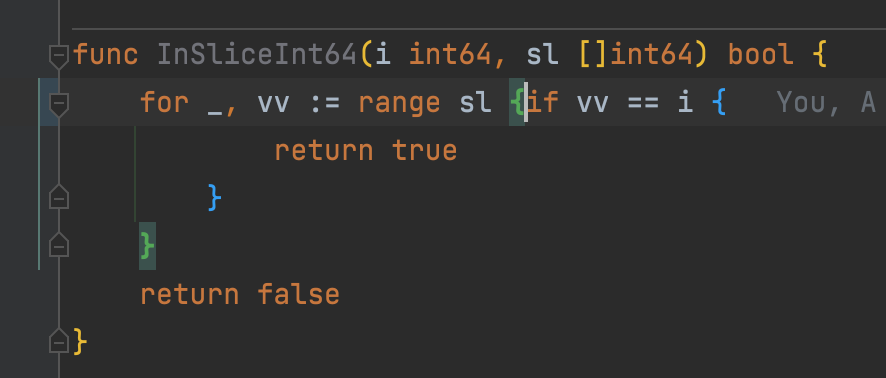 func InSliceInt64(i int64, sl []int64) bool {
    for _, vv := range sl {if vv == i {   You, A
            return true
        }
    }
    return false
}